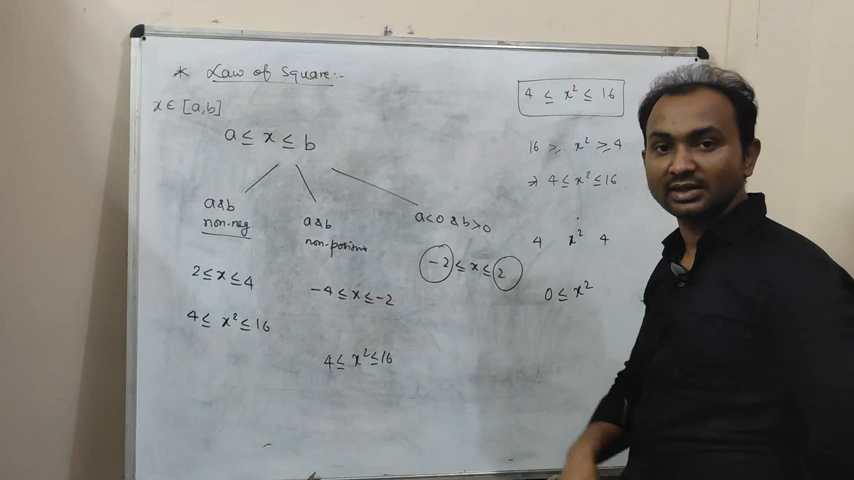 * Law of Square:-
x ∈ [a,b]
a ≤ x ≤ b
a & b
non-neg
2 ≤ x ≤ 4
4 ≤ x² ≤ 16
a & b
non-positive
-4 ≤ x ≤ -2
4 ≤ x² ≤ 16
a<0 & b>0
-2 ≤ x ≤ 2
4 ≤ x² ≤ 16
16 ≥ x² ≥ 4
⇒ 4 ≤ x² ≤ 16
4 x² 4
0 ≤ x²